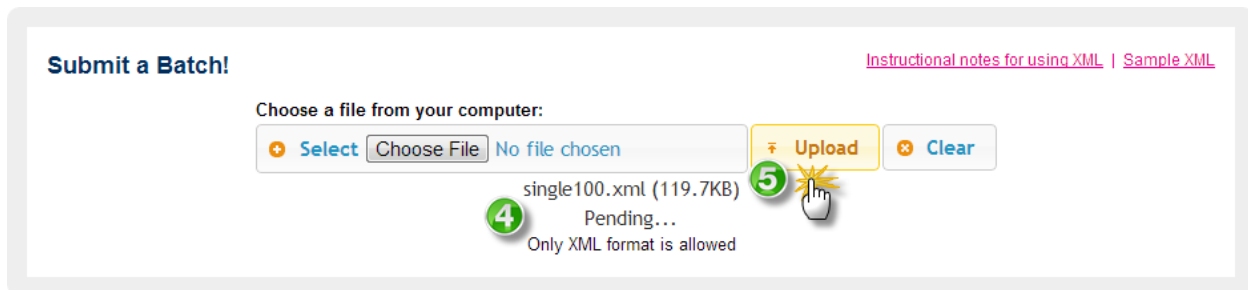 Submit a Batch!
Instructional notes for using XML | Sample XML
Choose a file from your computer:
Select Choose File No file chosen Upload Clear
single100.xml (119.7KB)
5
4
Pending...
Only XML format is allowed